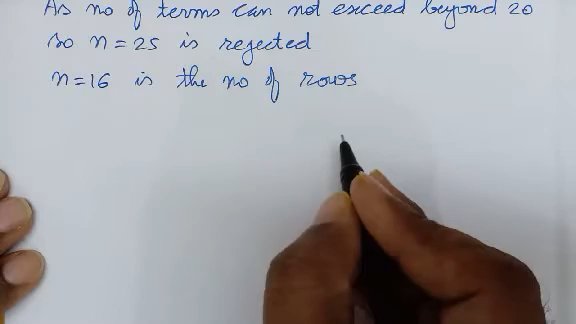 As no of terms can not exceed beyond 20
so n = 25 is rejected
n = 16 is the no of rows